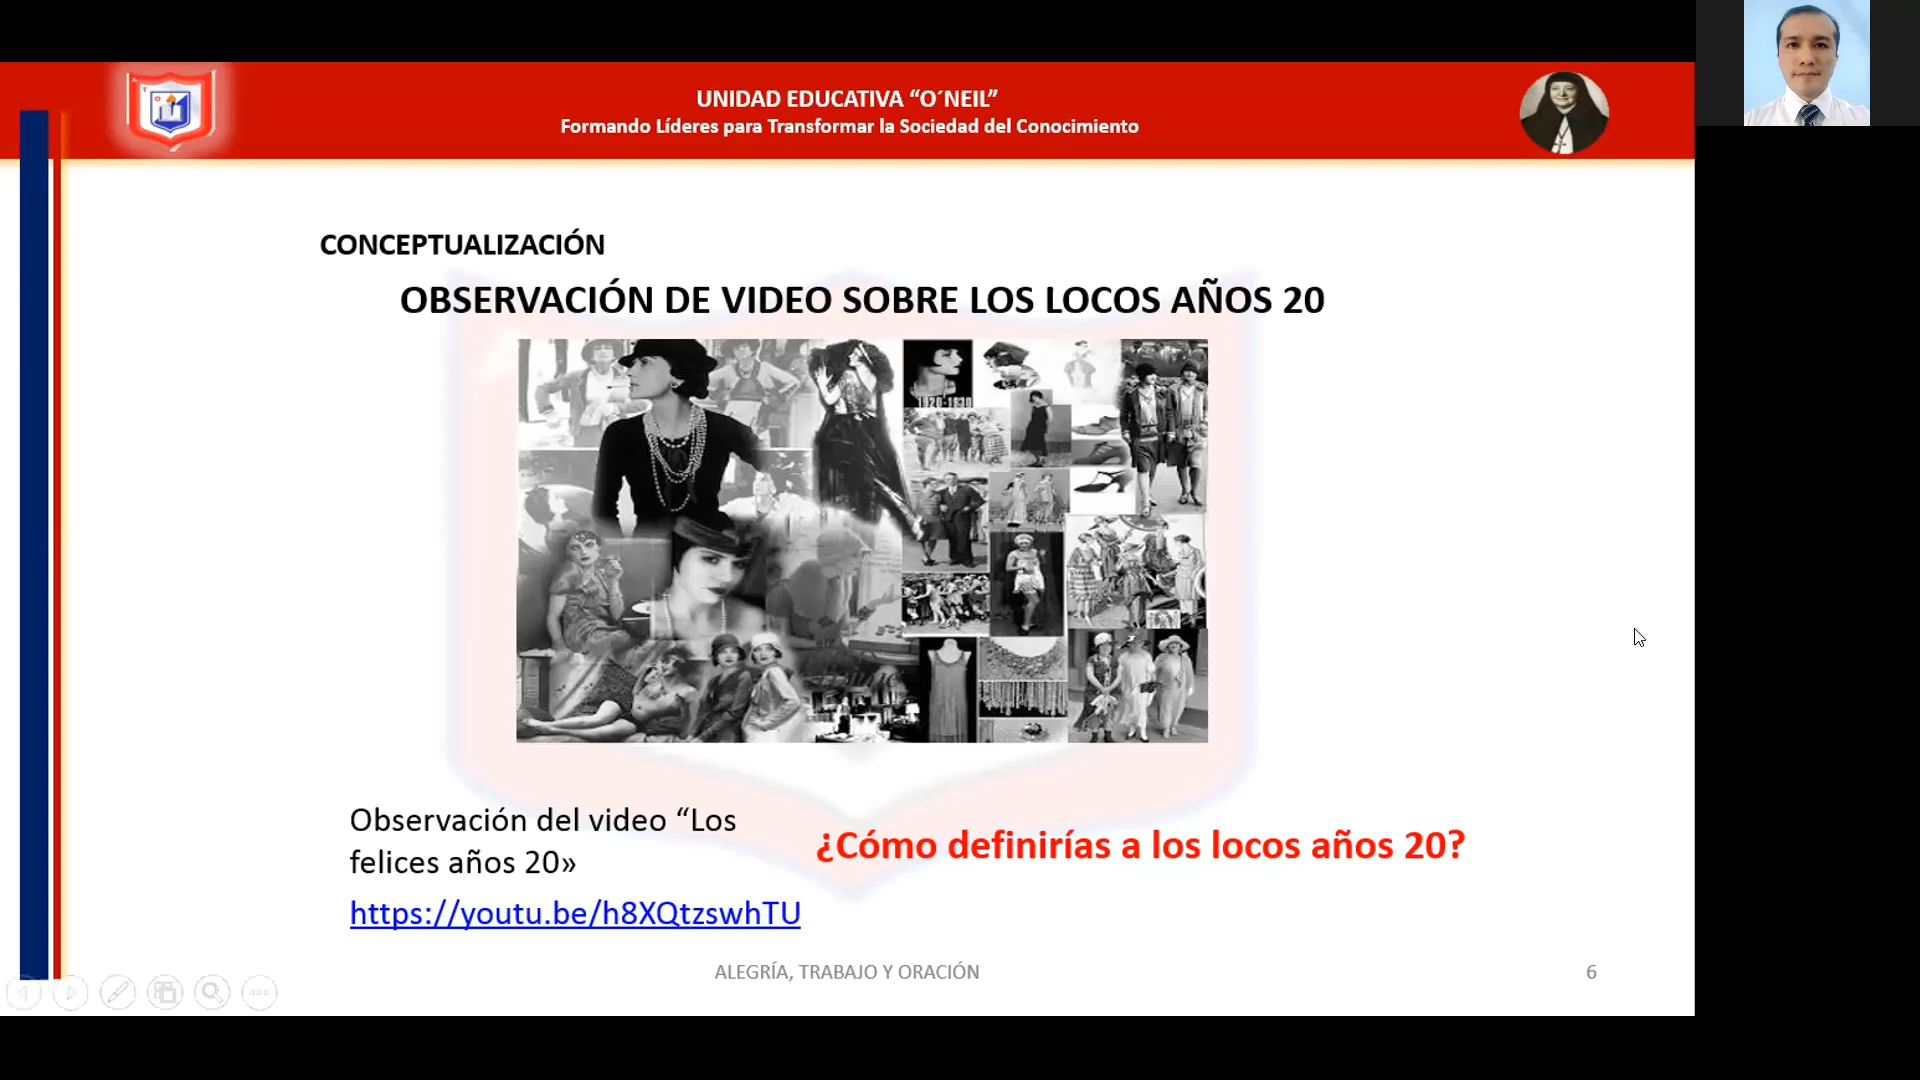 UNIDAD EDUCATIVA “O´NEIL”
Formando Líderes para Transformar la Sociedad del Conocimiento
CONCEPTUALIZACIÓN
OBSERVACIÓN DE VIDEO SOBRE LOS LOCOS AÑOS 20
1920-1930
Observación del video “Los
felices años 20»
https://youtu.be/h8XQtzswhTU
¿Cómo definirías a los locos años 20?
ALEGRÍA, TRABAJO Y ORACIÓN
6